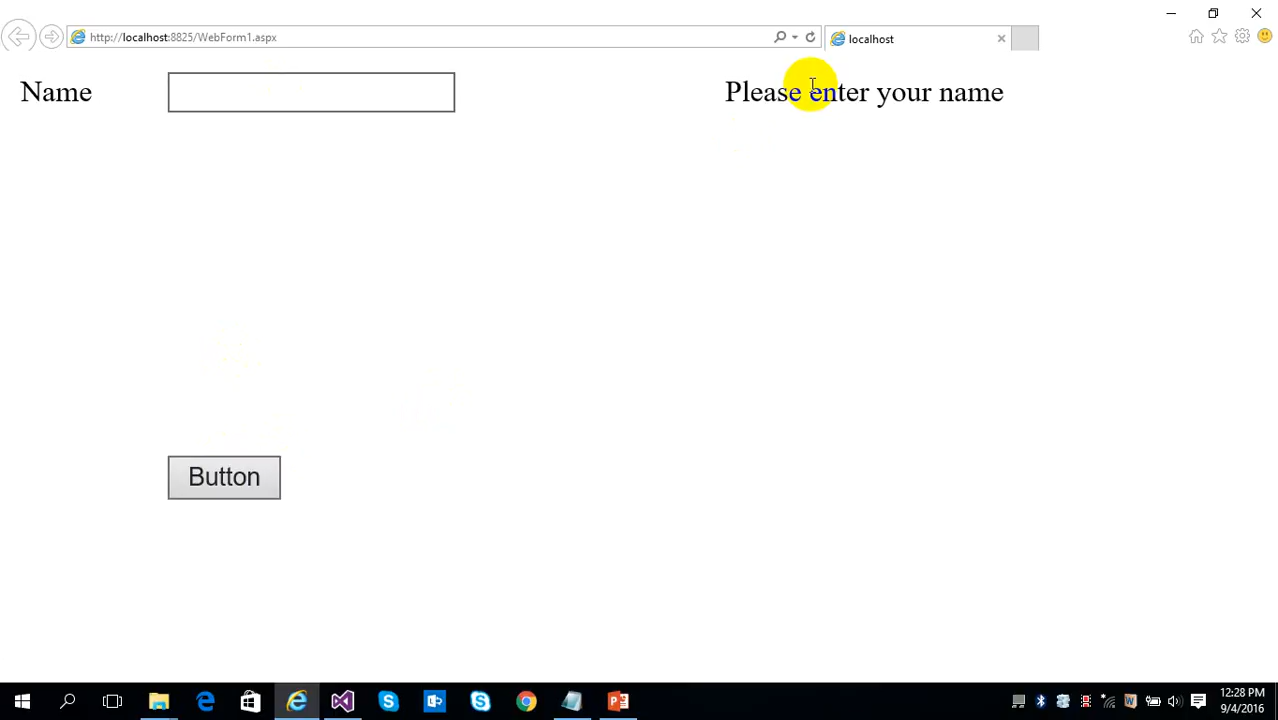 http://localhost:8825/WebForm1.aspx
localhost
Name
Please enter your name
Button
12:28 PM
9/4/2016